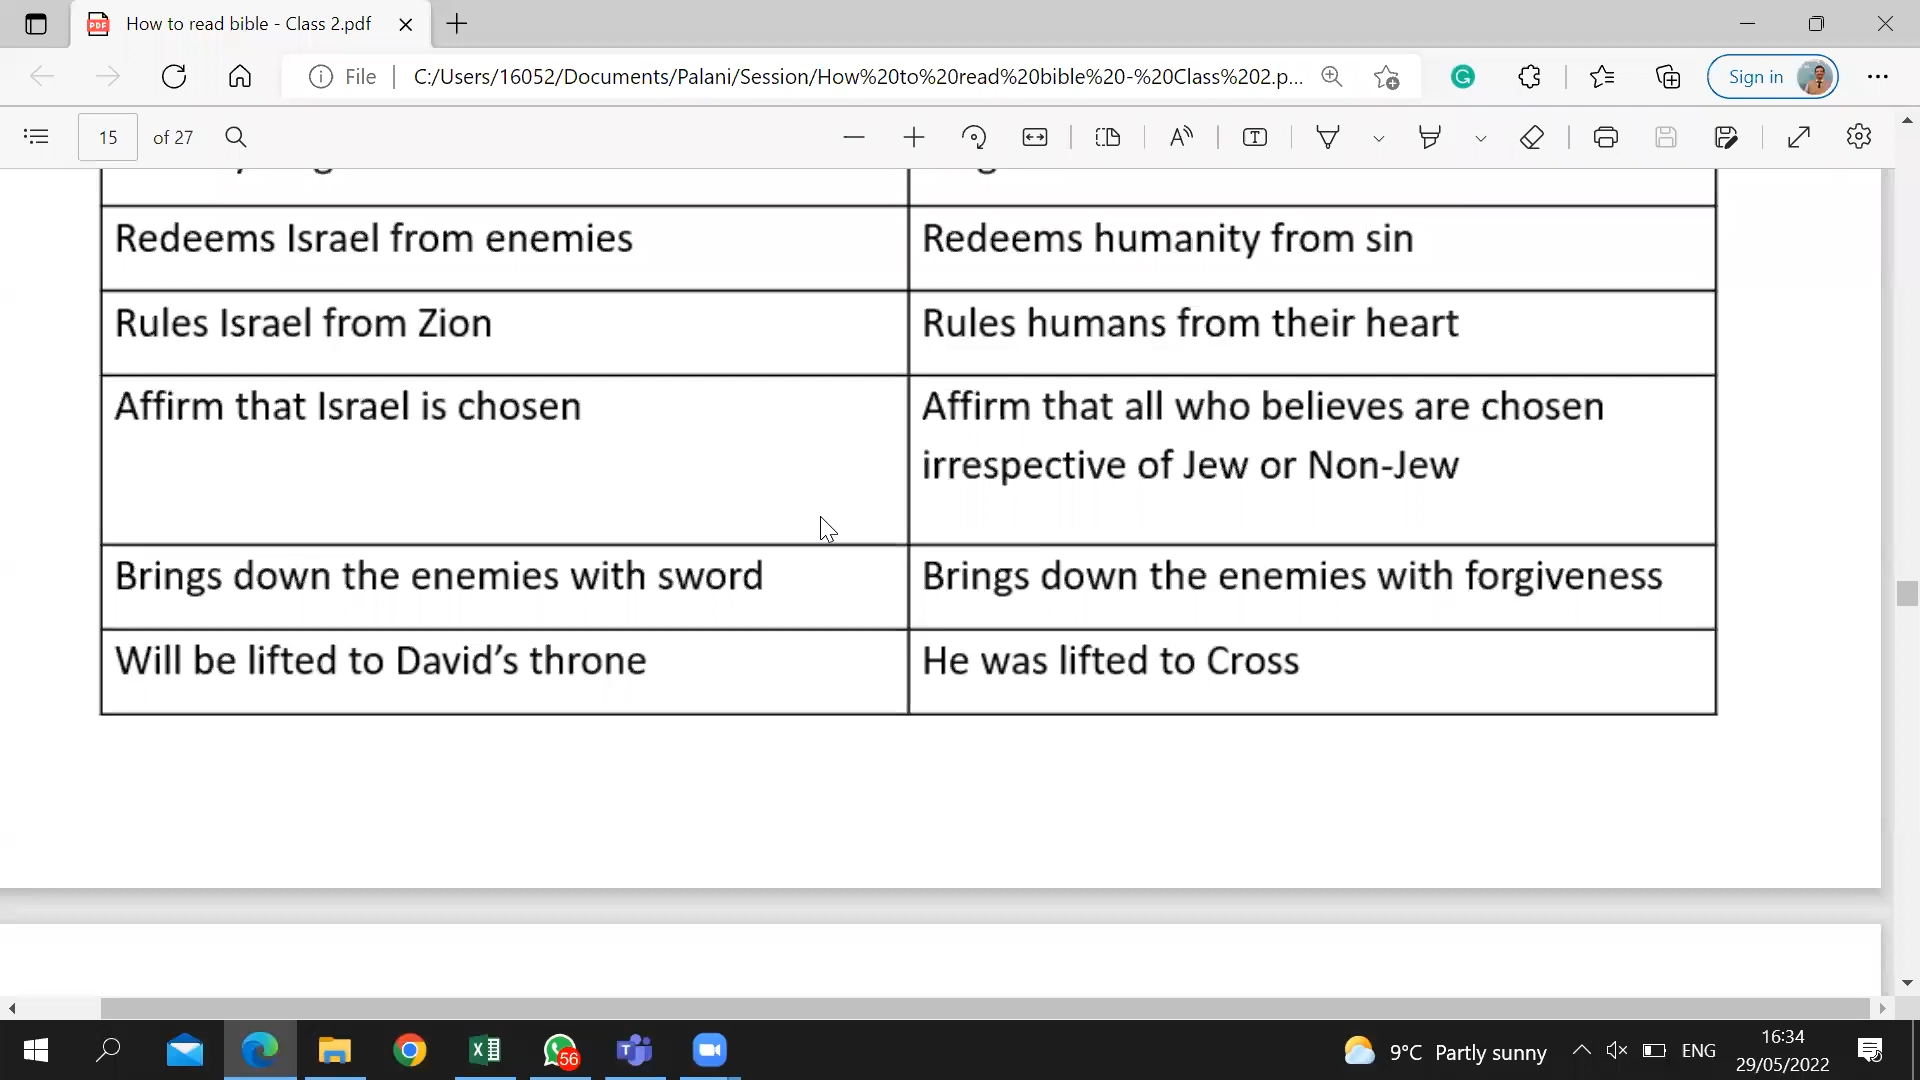 How to read bible - Class 2.pdf
File
C:/Users/16052/Documents/Palani/Session/How%20to%20read%20bible%20-%20Class%202.p...
Sign in
15 of 27
Redeems Israel from enemies
Redeems humanity from sin
Rules Israel from Zion
Rules humans from their heart
Affirm that Israel is chosen
Affirm that all who believes are chosen
irrespective of Jew or Non-Jew
Brings down the enemies with sword
Brings down the enemies with forgiveness
Will be lifted to David’s throne
He was lifted to Cross
56
9°C Partly sunny
ENG
16:34
29/05/2022